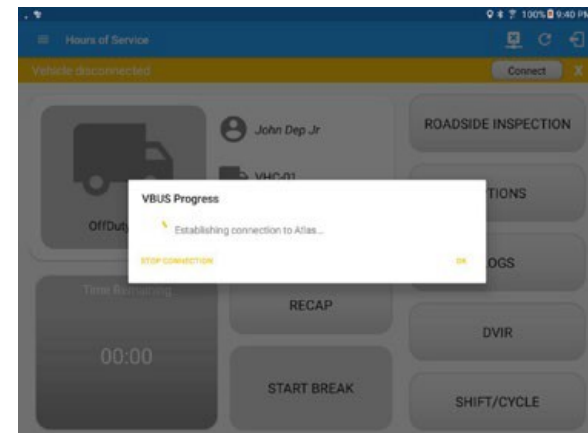 100% 9:40 PM
Hours of Service
Vehicle disconnected
Connect X
John Dep Jr
ROADSIDE INSPECTION
VHC-01
VBUS Progress
TIONS
OffDut
Establishing connection to Atlas...
STOP CONNECTION OK
OGS
Time Remaining
RECAP
DVIR
00:00
START BREAK
SHIFT/CYCLE